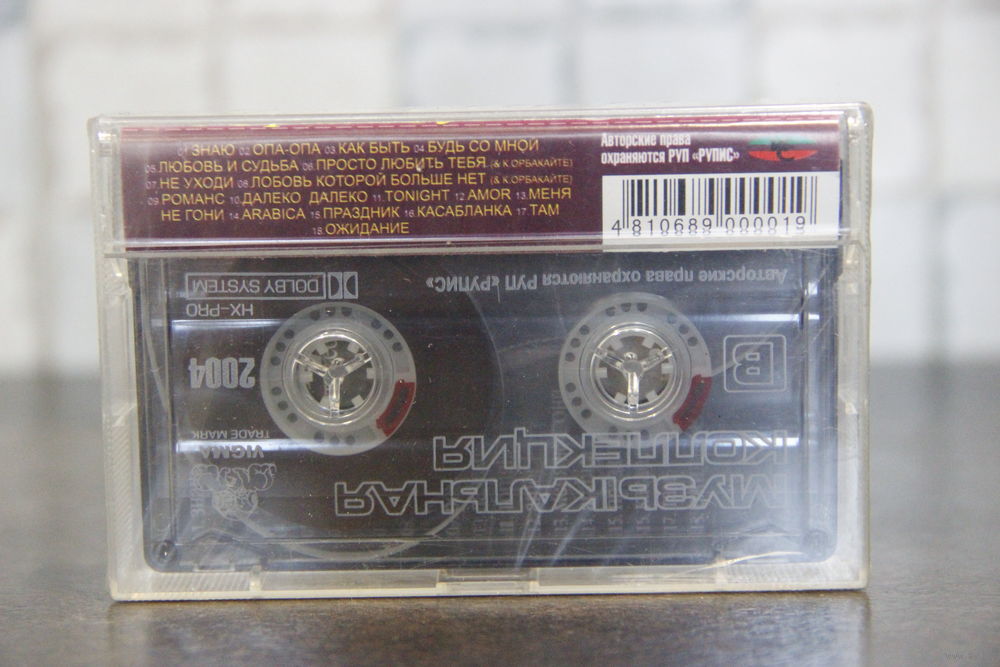 01 ЗНАЮ 02 ОПА-ОПА 03 КАК БЫТЬ 04 БУДЬ СО МНОЙ
05 ЛЮБОВЬ И СУДЬБА 06 ПРОСТО ЛЮБИТЬ ТЕБЯ (& К.ОРБАКАЙТЕ)
07 НЕ УХОДИ 08 ЛЮБОВЬ КОТОРОЙ БОЛЬШЕ НЕТ (& К.ОРБАКАЙТЕ)
09 РОМАНС 10 ДАЛЕКО ДАЛЕКО 11 TONIGHT 12 AMOR 13 МЕНЯ
НЕ ГОНИ 14 ARABICA 15 ПРАЗДНИК 16 КАСАБЛАНКА 17 ТАМ
18 ОЖИДАНИЕ
Авторские права
охраняются РУП «РУПИС»
4 810689 000019
МУЗЫКАЛЬНАЯ
КОЛЛЕКЦИЯ
VIGMA
TRADE MARK
B
2004
HX-PRO
DOLBY SYSTEM
Авторские права охраняются РУП «РУПИС»